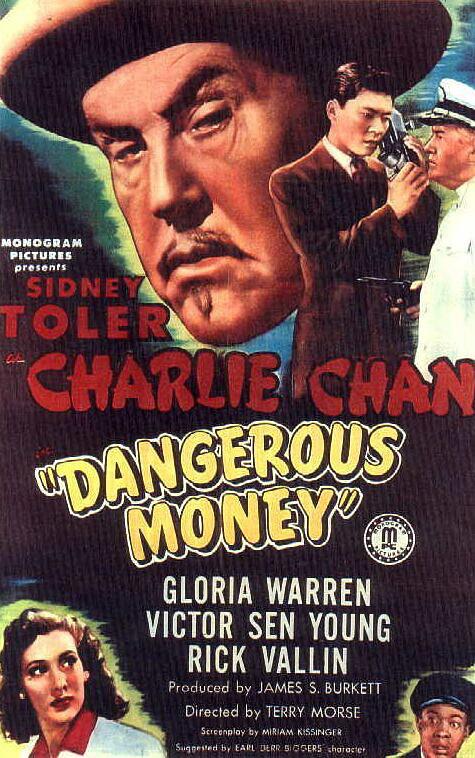 MONOGRAM
PICTURES
presents
SIDNEY
TOLER
as
CHARLIE CHAN
in
"DANGEROUS
MONEY"
M
GLORIA WARREN
VICTOR SEN YOUNG
RICK VALLIN
Produced by JAMES S. BURKETT
Directed by TERRY MORSE
Screenplay by MIRIAM KISSINGER
Suggested by EARL DERR BIGGERS' character